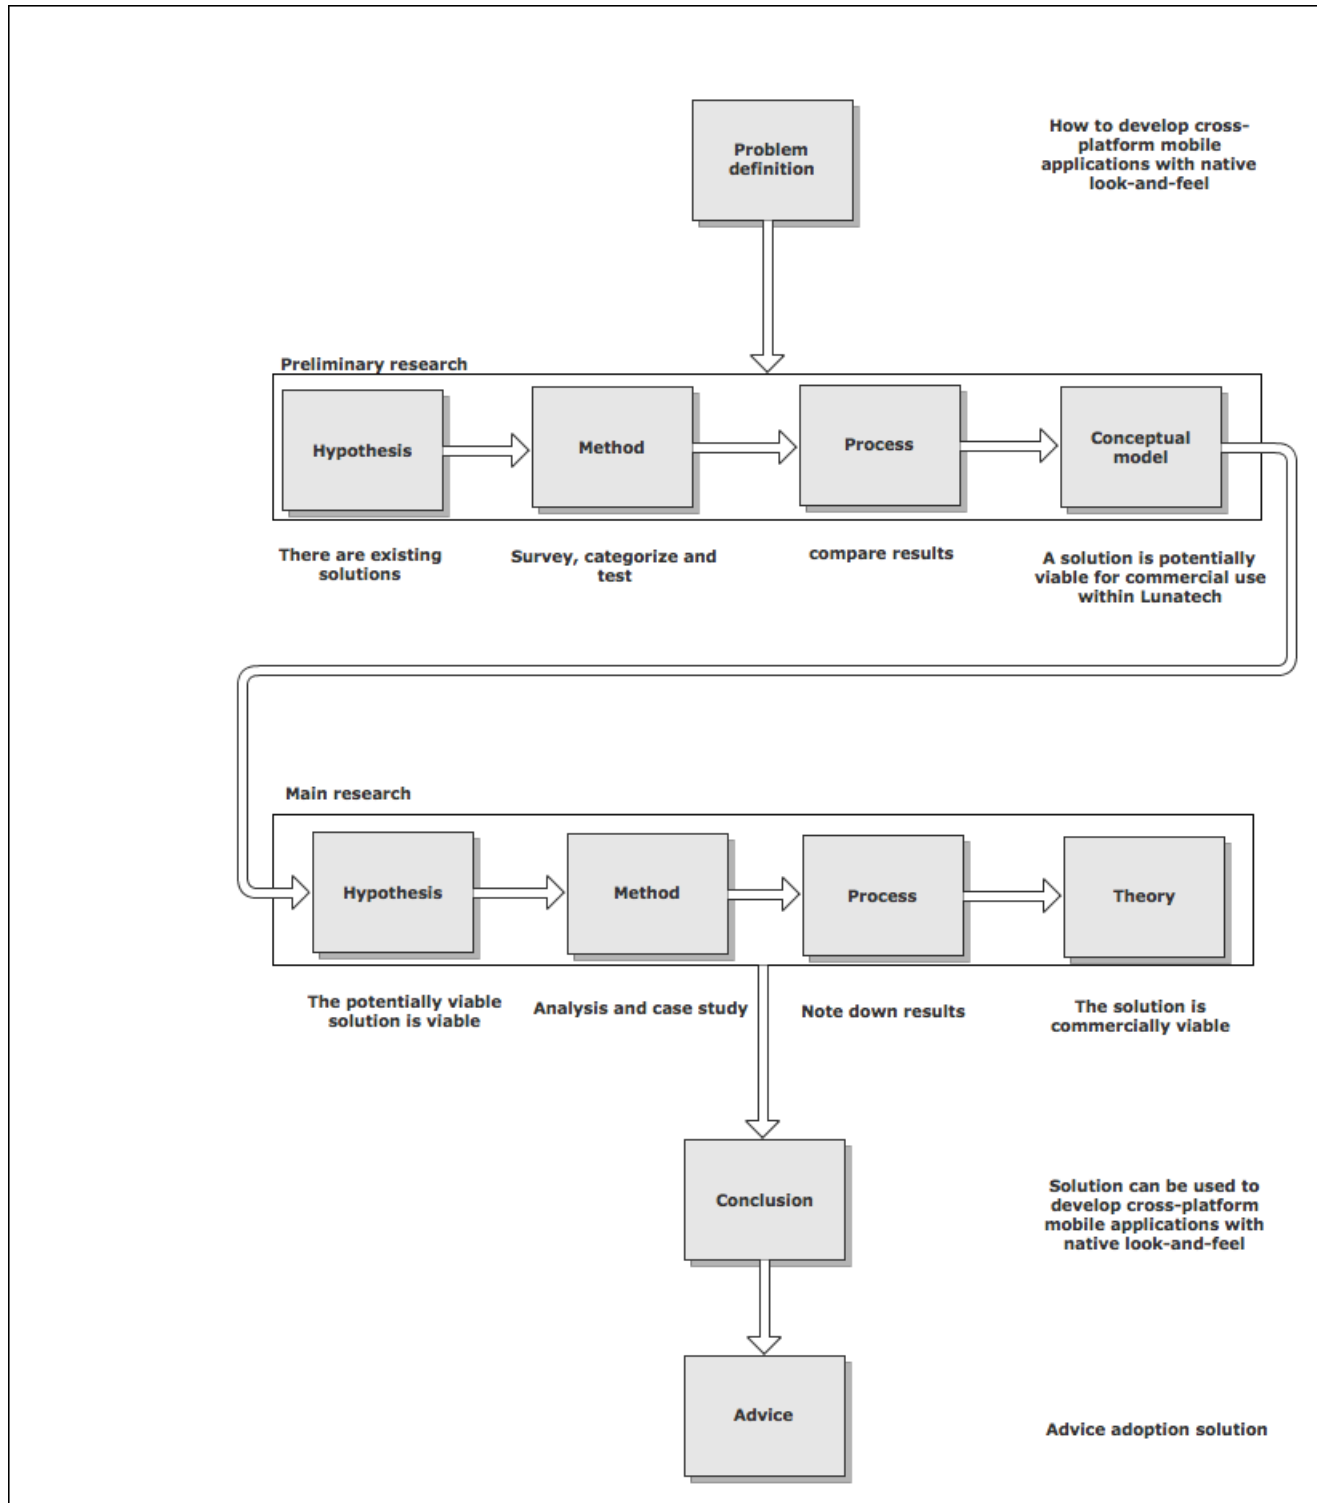 Problem
definition
How to develop cross-
platform mobile
applications with native
look-and-feel
Preliminary research
Hypothesis
Method
Process
Conceptual
model
There are existing
solutions
Survey, categorize and
test
compare results
A solution is potentially
viable for commercial use
within Lunatech
Main research
Hypothesis
Method
Process
Theory
The potentially viable
solution is viable
Analysis and case study
Note down results
The solution is
commercially viable
Conclusion
Solution can be used to
develop cross-platform
mobile applications with
native look-and-feel
Advice
Advice adoption solution